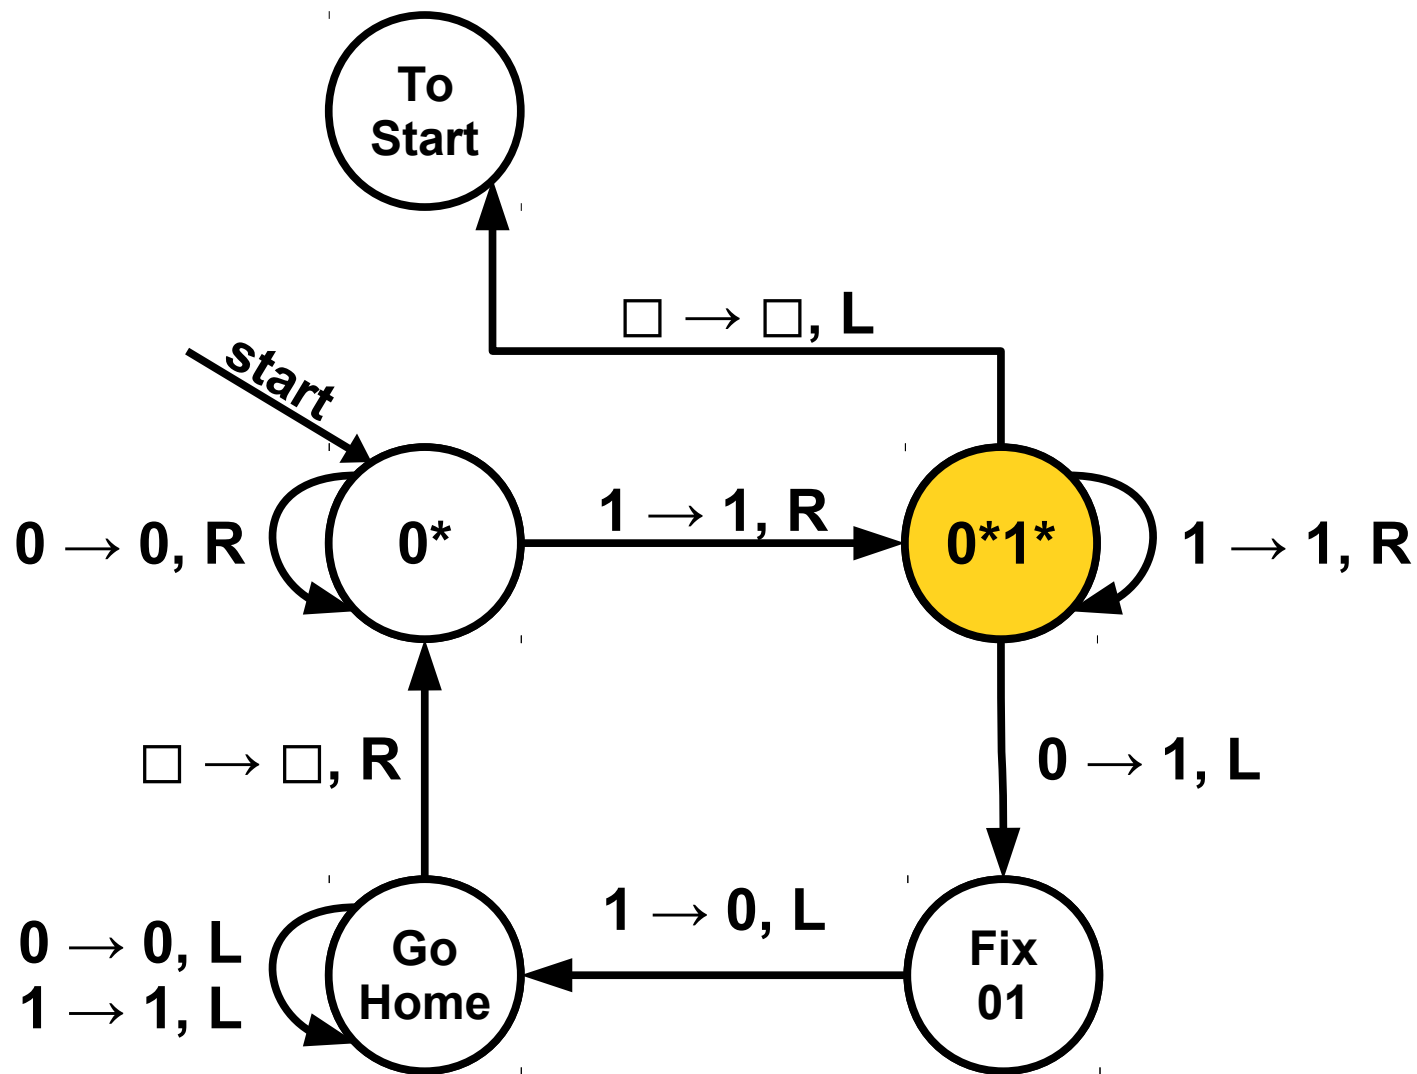 To
Start
□ → □, L
start
0 → 0, R
0*
1 → 1, R
0*1*
1 → 1, R
□ → □, R
0 → 1, L
0 → 0, L
1 → 1, L
Go
Home
1 → 0, L
Fix
01